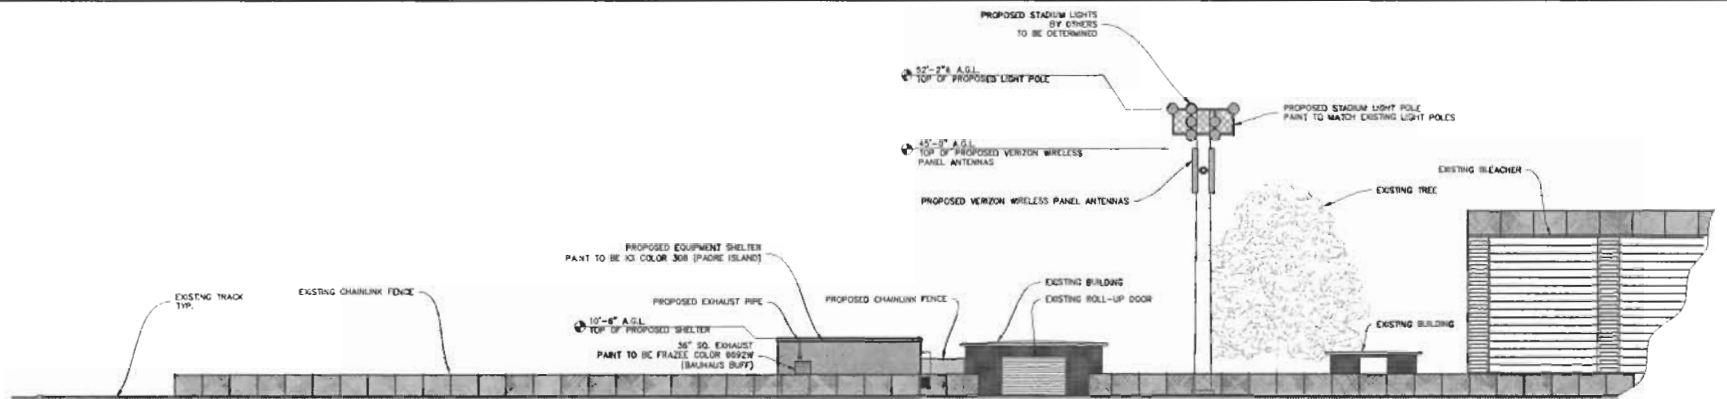 PROPOSED STADIUM LIGHTS
BY OTHERS
TO BE DETERMINED
52'-2"± A.G.L.
TOP OF PROPOSED LIGHT POLE
PROPOSED STADIUM LIGHT POLE
PAINT TO MATCH EXISTING LIGHT POLES
45'-0" A.G.L.
TOP OF PROPOSED VERIZON WIRELESS
PANEL ANTENNAS
EXISTING BLEACHER
EXISTING TREE
PROPOSED VERIZON WIRELESS PANEL ANTENNAS
PROPOSED EQUIPMENT SHELTER
PAINT TO BE ICI COLOR 308 (PADRE ISLAND)
EXISTING BUILDING
EXISTING TRACK
TYP.
EXISTING CHAINLINK FENCE
PROPOSED EXHAUST PIPE
PROPOSED CHAINLINK FENCE
EXISTING ROLL-UP DOOR
10'-6" A.G.L.
TOP OF PROPOSED SHELTER
EXISTING BUILDING
36" SQ. EXHAUST
PAINT TO BE FRAZEE COLOR
(BAUHAUS BUFF)